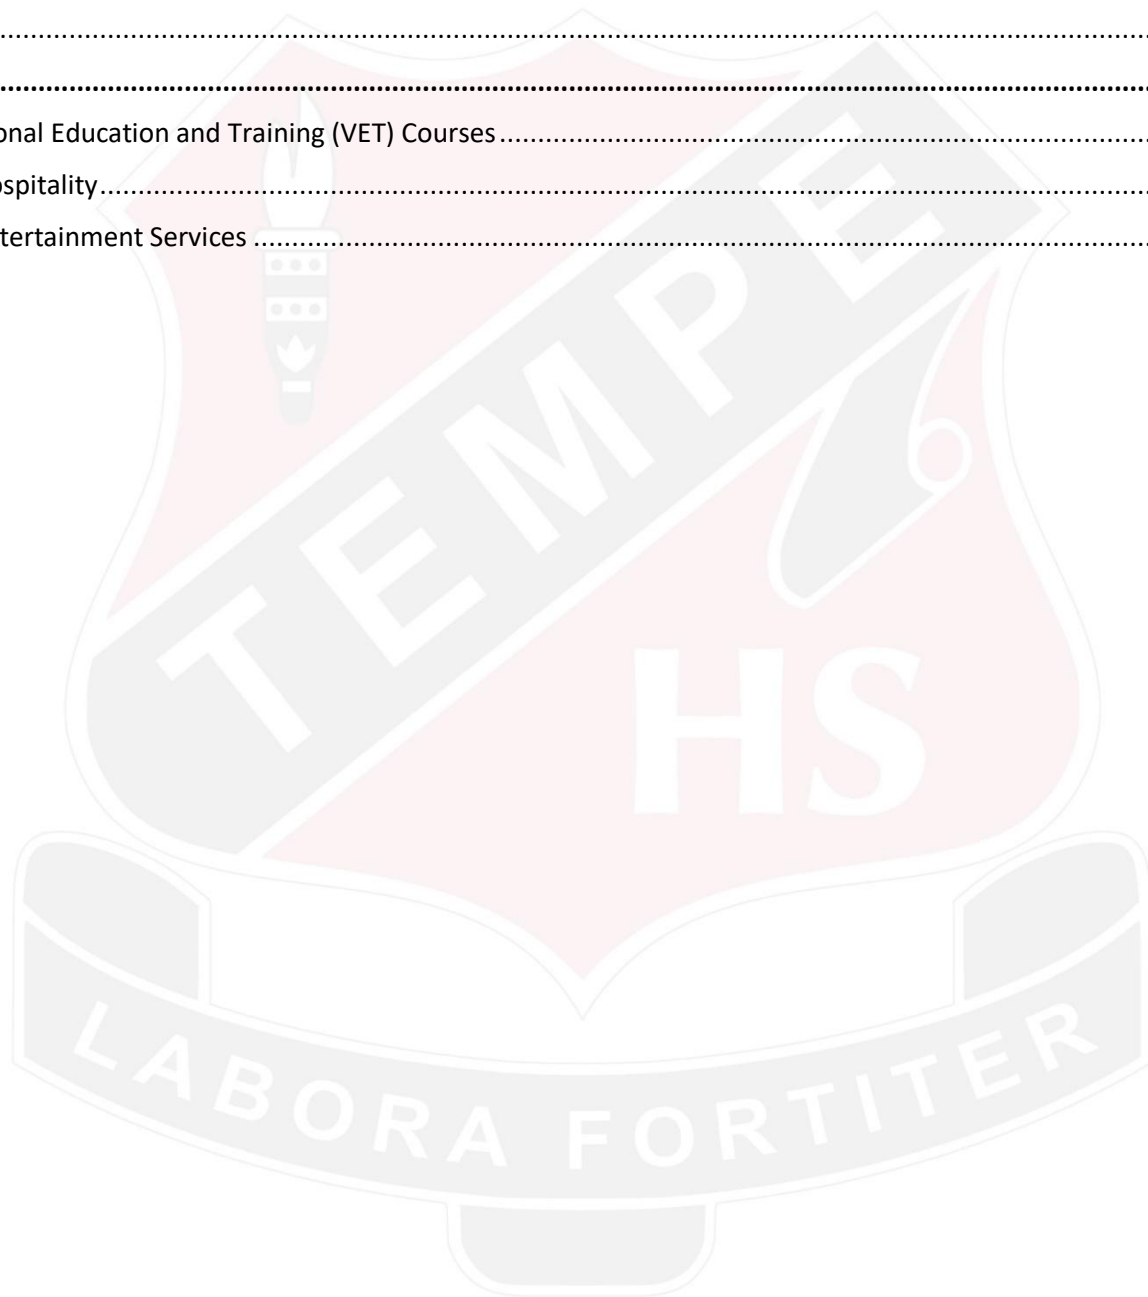 onal Education and Training (VET) Courses
ospitality
tertainment Services
TEMPE
HS
LABORA FORTITER